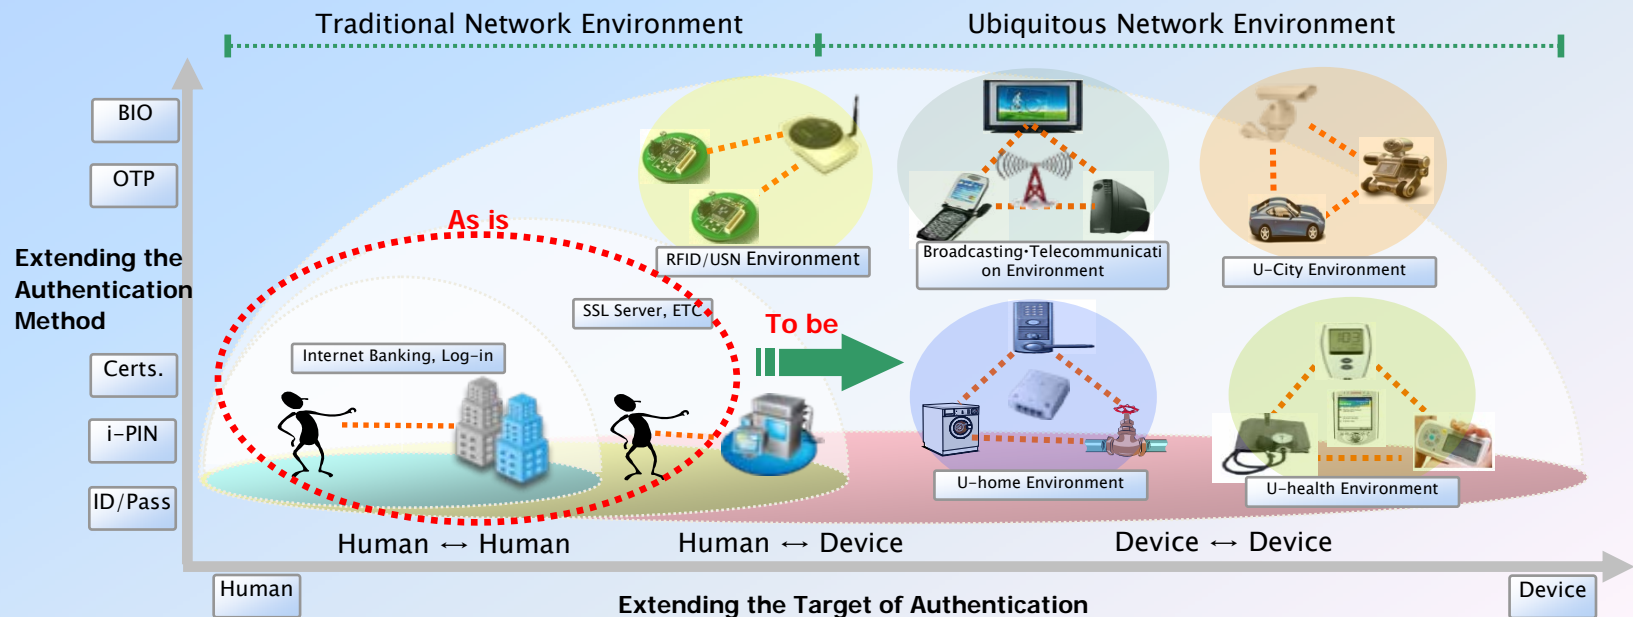 Traditional Network Environment
Ubiquitous Network Environment
BIO
OTP
Extending the
Authentication
Method
Certs.
i-PIN
ID/Pass
As is
RFID/USN Environment
Broadcasting·Telecommunicati
on Environment
U-City Environment
SSL Server, ETC
To be
Internet Banking, Log-in
U-home Environment
U-health Environment
Human ↔ Human
Human ↔ Device
Device ↔ Device
Human
Extending the Target of Authentication
Device